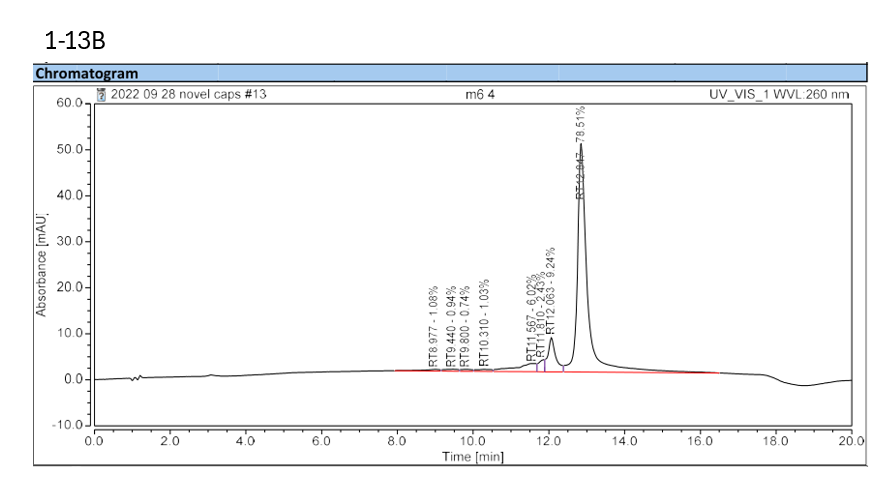 1-13B
Chromatogram
2022 09 28 novel caps #13 m6 4 UV_VIS_1 WVL:260 nm
60.0
50.0
40.0
30.0
20.0
10.0
0.0
-10.0
Absorbance [mAU]
RT8.977 - 1.08%
RT9.440 - 0.94%
RT9.800 - 0.74%
RT10.310 - 1.03%
RT11.567 - 6.02%
RT11.810 - 2.43%
RT12.063 - 9.24%
RT12.847 - 78.51%
0.0 2.0 4.0 6.0 8.0 10.0 12.0 14.0 16.0 18.0 20.0
Time [min]